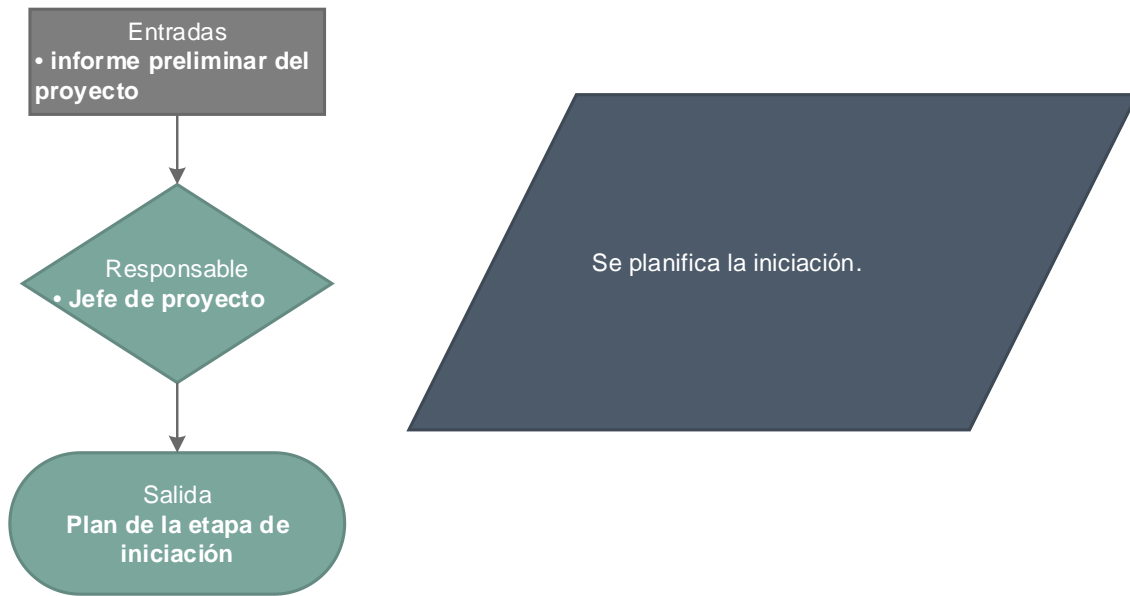 Entradas
• informe preliminar del
proyecto
Responsable
• Jefe de proyecto
Se planifica la iniciación.
Salida
Plan de la etapa de
iniciación